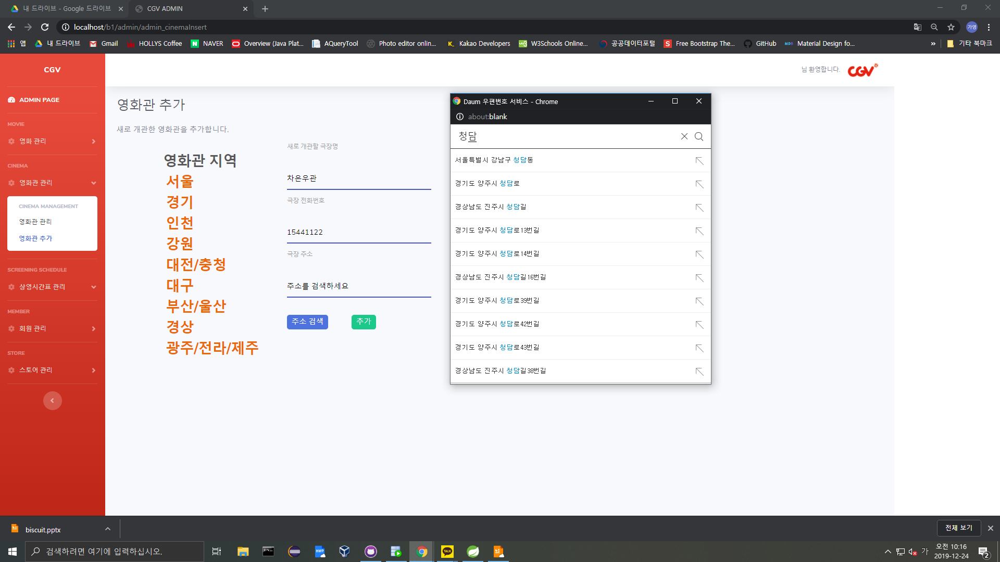 내 드라이브 - Google 드라이브
CGV ADMIN
localhost/b1/admin/admin_cinemaInsert
가영
앱
내 드라이브
Gmail
HOLLYS Coffee
NAVER
Overview (Java Plat...
AQueryTool
Photo editor onlin...
Kakao Developers
W3Schools Online...
공공데이터포털
Free Bootstrap The...
GitHub
Material Design fo...
기타 북마크
CGV
님 환영합니다.
CGV
ADMIN PAGE
MOVIE
영화 관리
CINEMA
영화관 관리
CINEMA MANAGEMENT
영화관 관리
영화관 추가
SCREENING SCHEDULE
상영시간표 관리
MEMBER
회원 관리
STORE
스토어 관리
영화관 추가
새로 개관한 영화관을 추가합니다.
영화관 지역
서울
경기
인천
강원
대전/충청
대구
부산/울산
경상
광주/전라/제주
새로 개관할 극장명
차은우관
극장 전화번호
15441122
극장 주소
주소를 검색하세요
주소 검색
추가
Daum 우편번호 서비스 - Chrome
about:blank
청담
서울특별시 강남구 청담동
경기도 양주시 청담로
경상남도 진주시 청담길
경기도 양주시 청담로13번길
경기도 양주시 청담로14번길
경상남도 진주시 청담길16번길
경기도 양주시 청담로39번길
경기도 양주시 청담로42번길
경기도 양주시 청담로43번길
경상남도 진주시 청담길38번길
biscuit.pptx
전체 보기
검색하려면 여기에 입력하십시오.
HWP
TALK
가
오전 10:16
2019-12-24
2